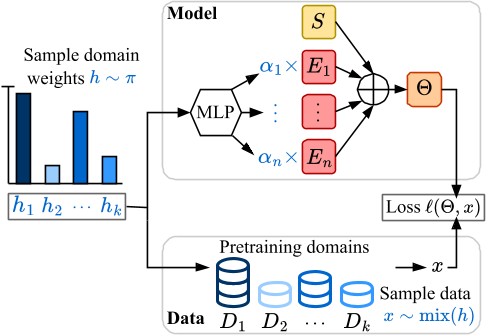 Model
Sample domain
weights h ∼ π
h₁ h₂ ⋯ hₖ
MLP
α₁× E₁
⋮ ⋮
αₙ× Eₙ
S
Θ
Loss ℓ(Θ, x)
Pretraining domains
D₁ D₂ ⋯ Dₖ
Data
x
Sample data
x ∼ mix(h)